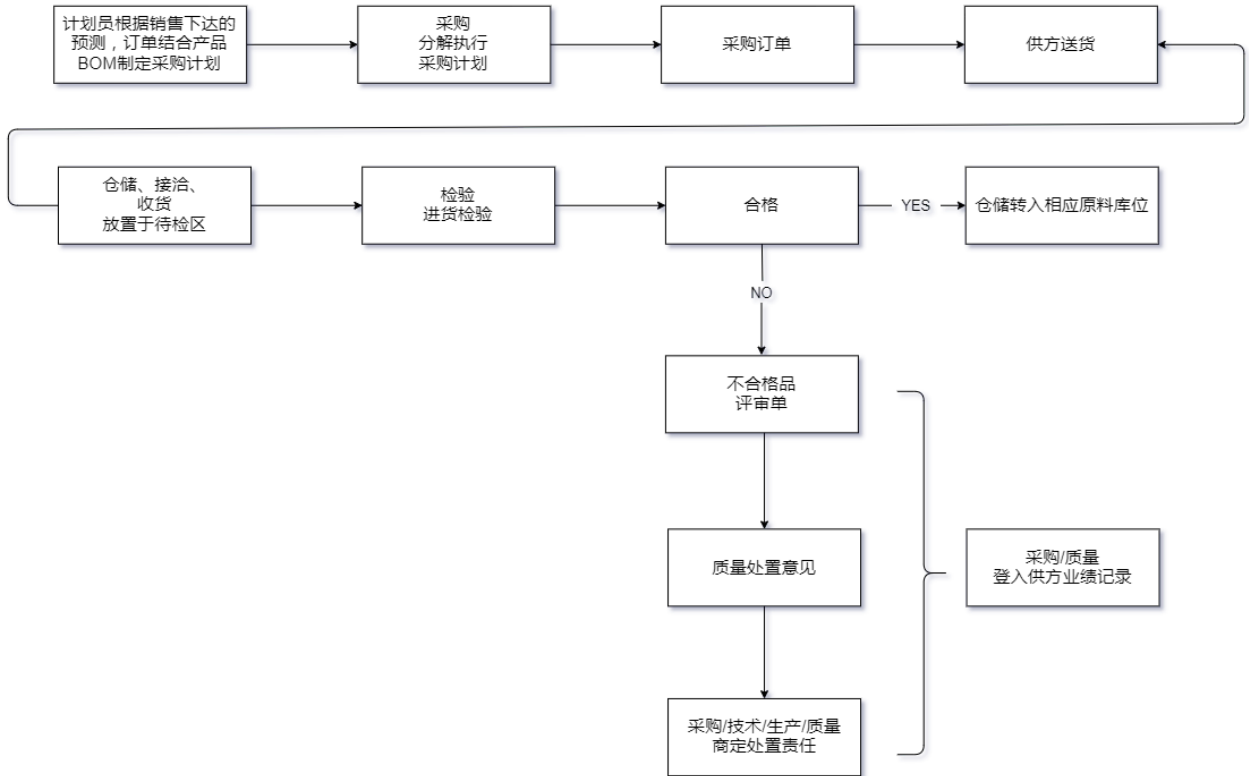 计划员根据销售下达的
预测，订单结合产品
BOM制定采购计划
采购
分解执行
采购计划
采购订单
供方送货
仓储、接洽、
收货
放置于待检区
检验
进货检验
合格
YES
仓储转入相应原料库位
NO
不合格品
评审单
质量处置意见
采购/质量
登入供方业绩记录
采购/技术/生产/质量
商定处置责任